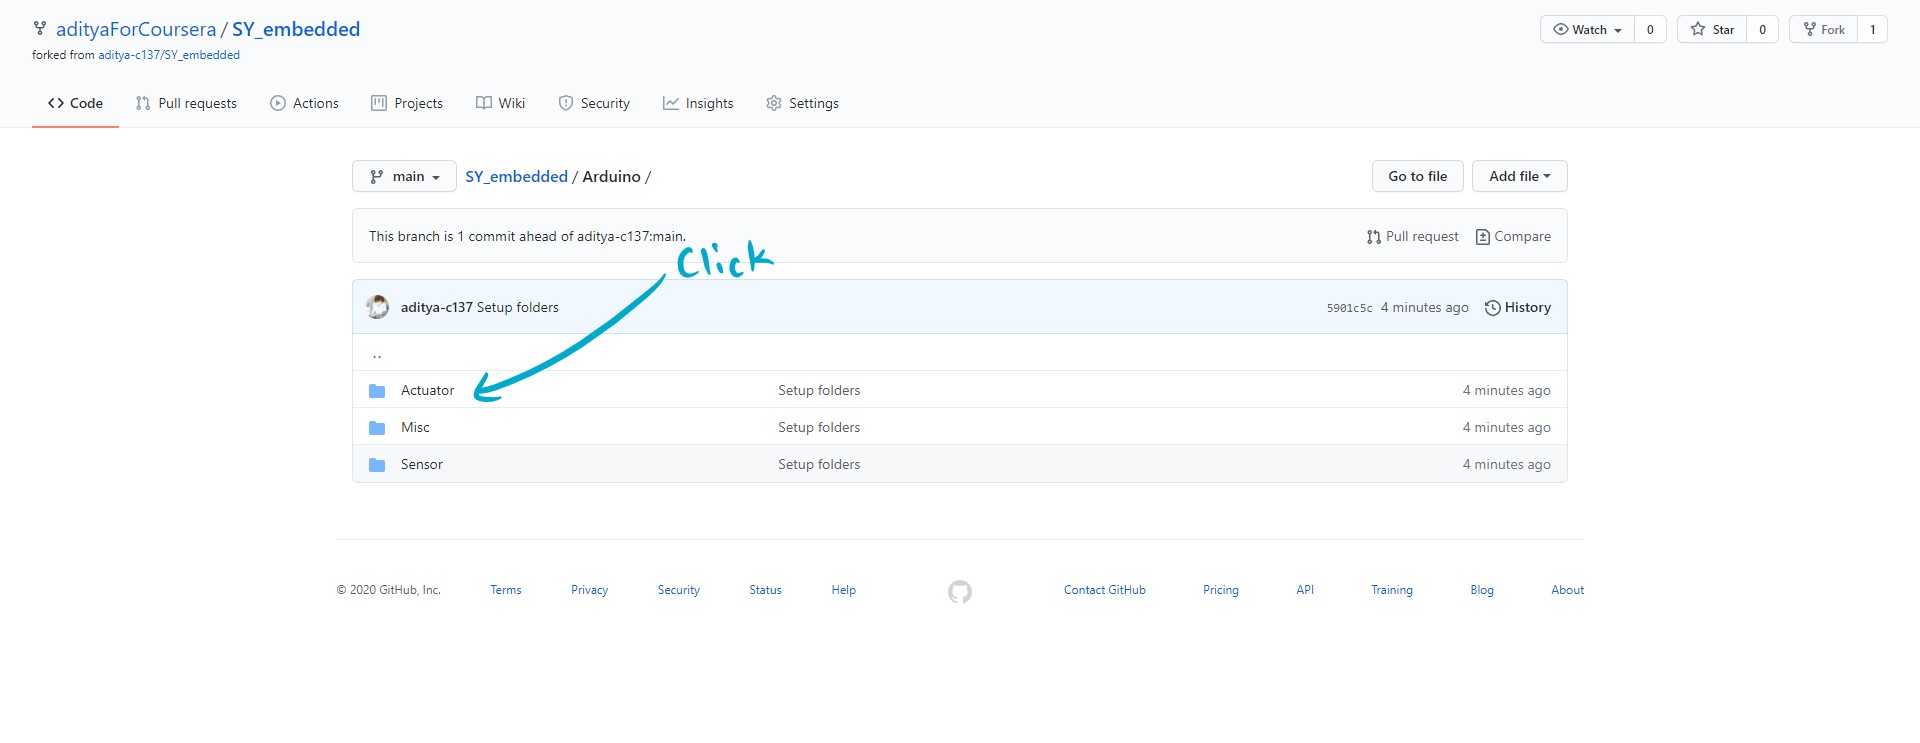 adityaForCoursera / SY_embedded
Watch 0 Star 0 Fork 1
forked from aditya-c137/SY_embedded
Code Pull requests Actions Projects Wiki Security Insights Settings
main SY_embedded / Arduino / Go to file Add file
This branch is 1 commit ahead of aditya-c137:main. Pull request Compare
Click
aditya-c137 Setup folders 5901c5c 4 minutes ago History
..
Actuator Setup folders 4 minutes ago
Misc Setup folders 4 minutes ago
Sensor Setup folders 4 minutes ago
© 2020 GitHub, Inc. Terms Privacy Security Status Help Contact GitHub Pricing API Training Blog About